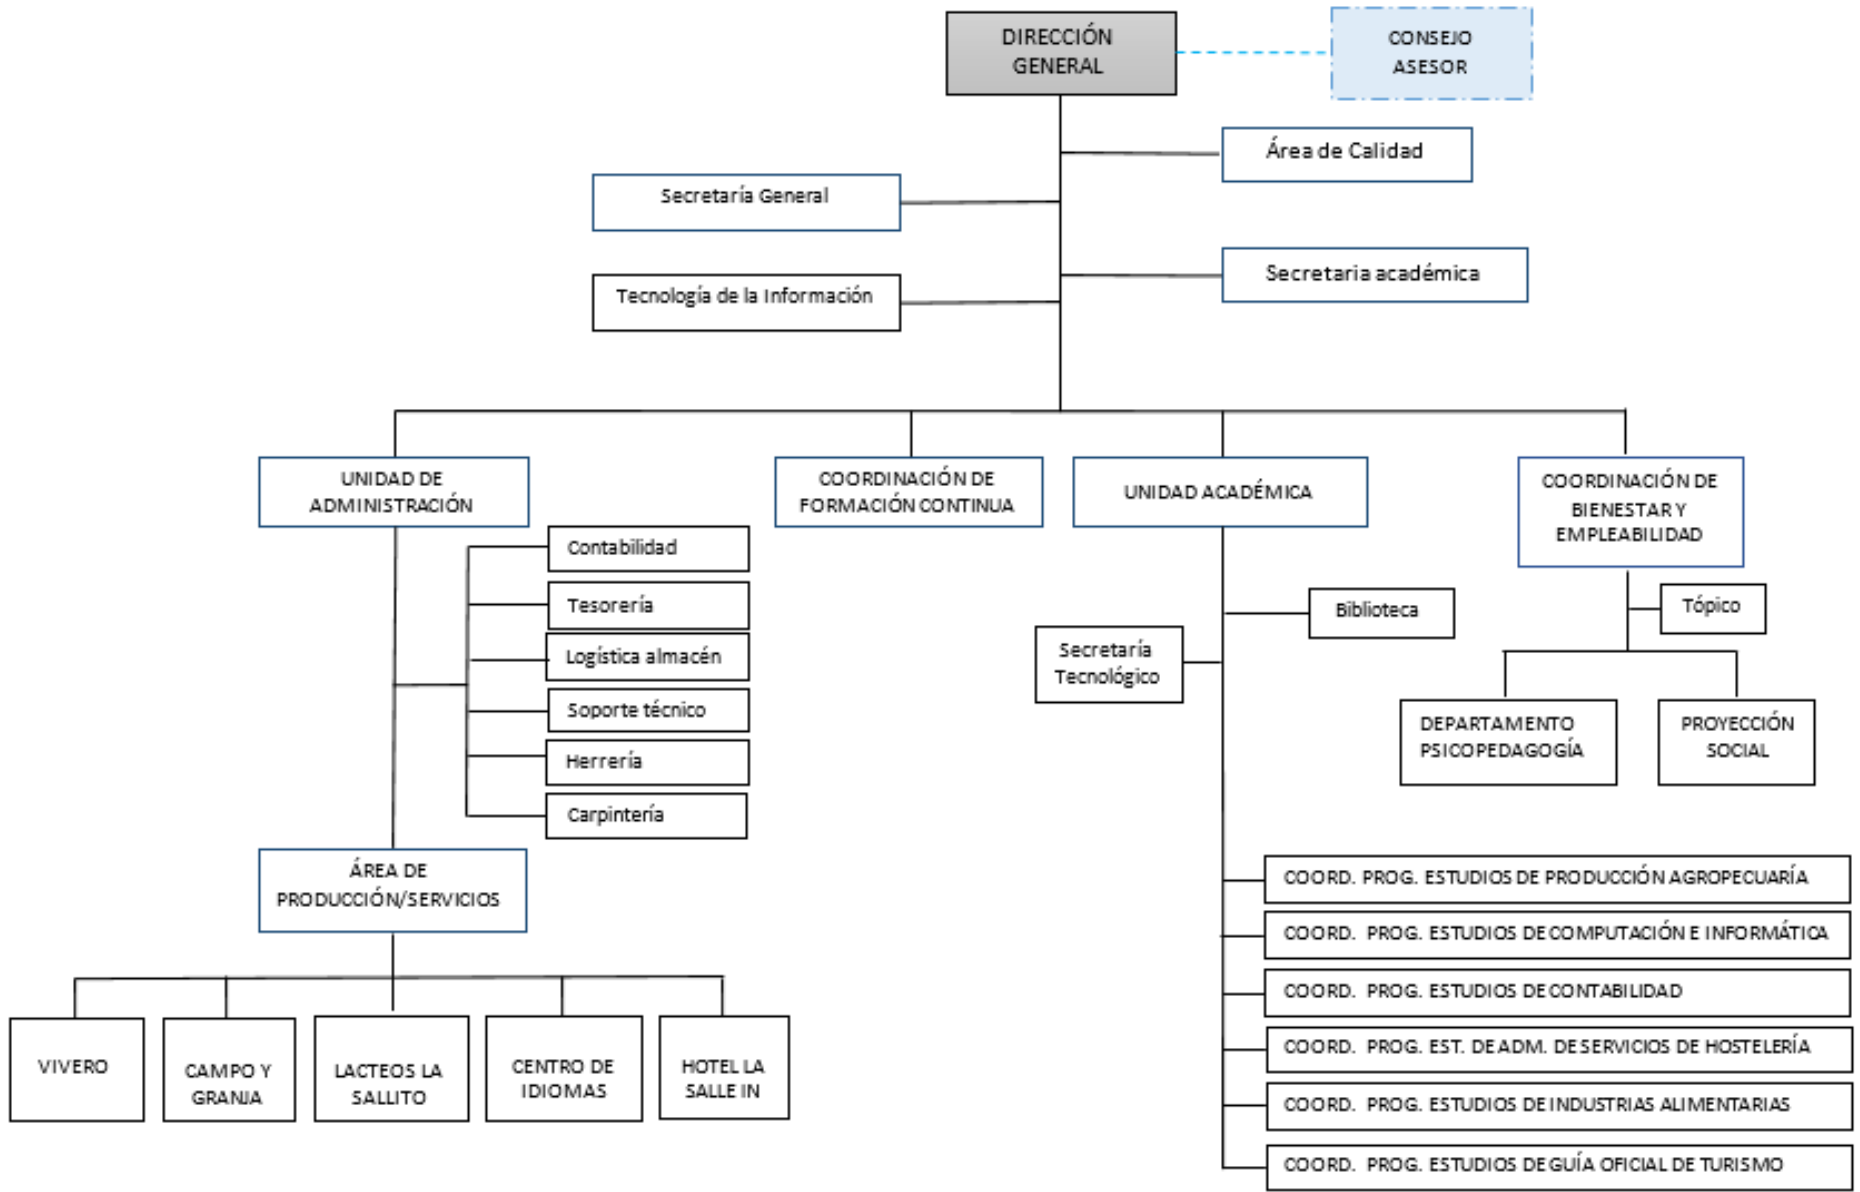 DIRECCIÓN
GENERAL
CONSEJO
ASESOR
Área de Calidad
Secretaría General
Secretaria académica
Tecnología de la Información
UNIDAD DE
ADMINISTRACIÓN
COORDINACIÓN DE
FORMACIÓN CONTINUA
UNIDAD ACADÉMICA
COORDINACIÓN DE
BIENESTAR Y
EMPLEABILIDAD
Contabilidad
Tesorería
Logística almacén
Soporte técnico
Herrería
Carpintería
Biblioteca
Secretaría
Tecnológico
Tópico
DEPARTAMENTO
PSICOPEDAGOGÍA
PROYECCIÓN
SOCIAL
ÁREA DE
PRODUCCIÓN/SERVICIOS
VIVERO
CAMPO Y
GRANJA
LACTEOS LA
SALLITO
CENTRO DE
IDIOMAS
HOTEL LA
SALLE IN
COORD. PROG. ESTUDIOS DE PRODUCCIÓN AGROPECUARÍA
COORD. PROG. ESTUDIOS DE COMPUTACIÓN E INFORMÁTICA
COORD. PROG. ESTUDIOS DE CONTABILIDAD
COORD. PROG. EST. DE ADM. DE SERVICIOS DE HOSTELERÍA
COORD. PROG. ESTUDIOS DE INDUSTRIAS ALIMENTARIAS
COORD. PROG. ESTUDIOS DE GUÍA OFICIAL DE TURISMO